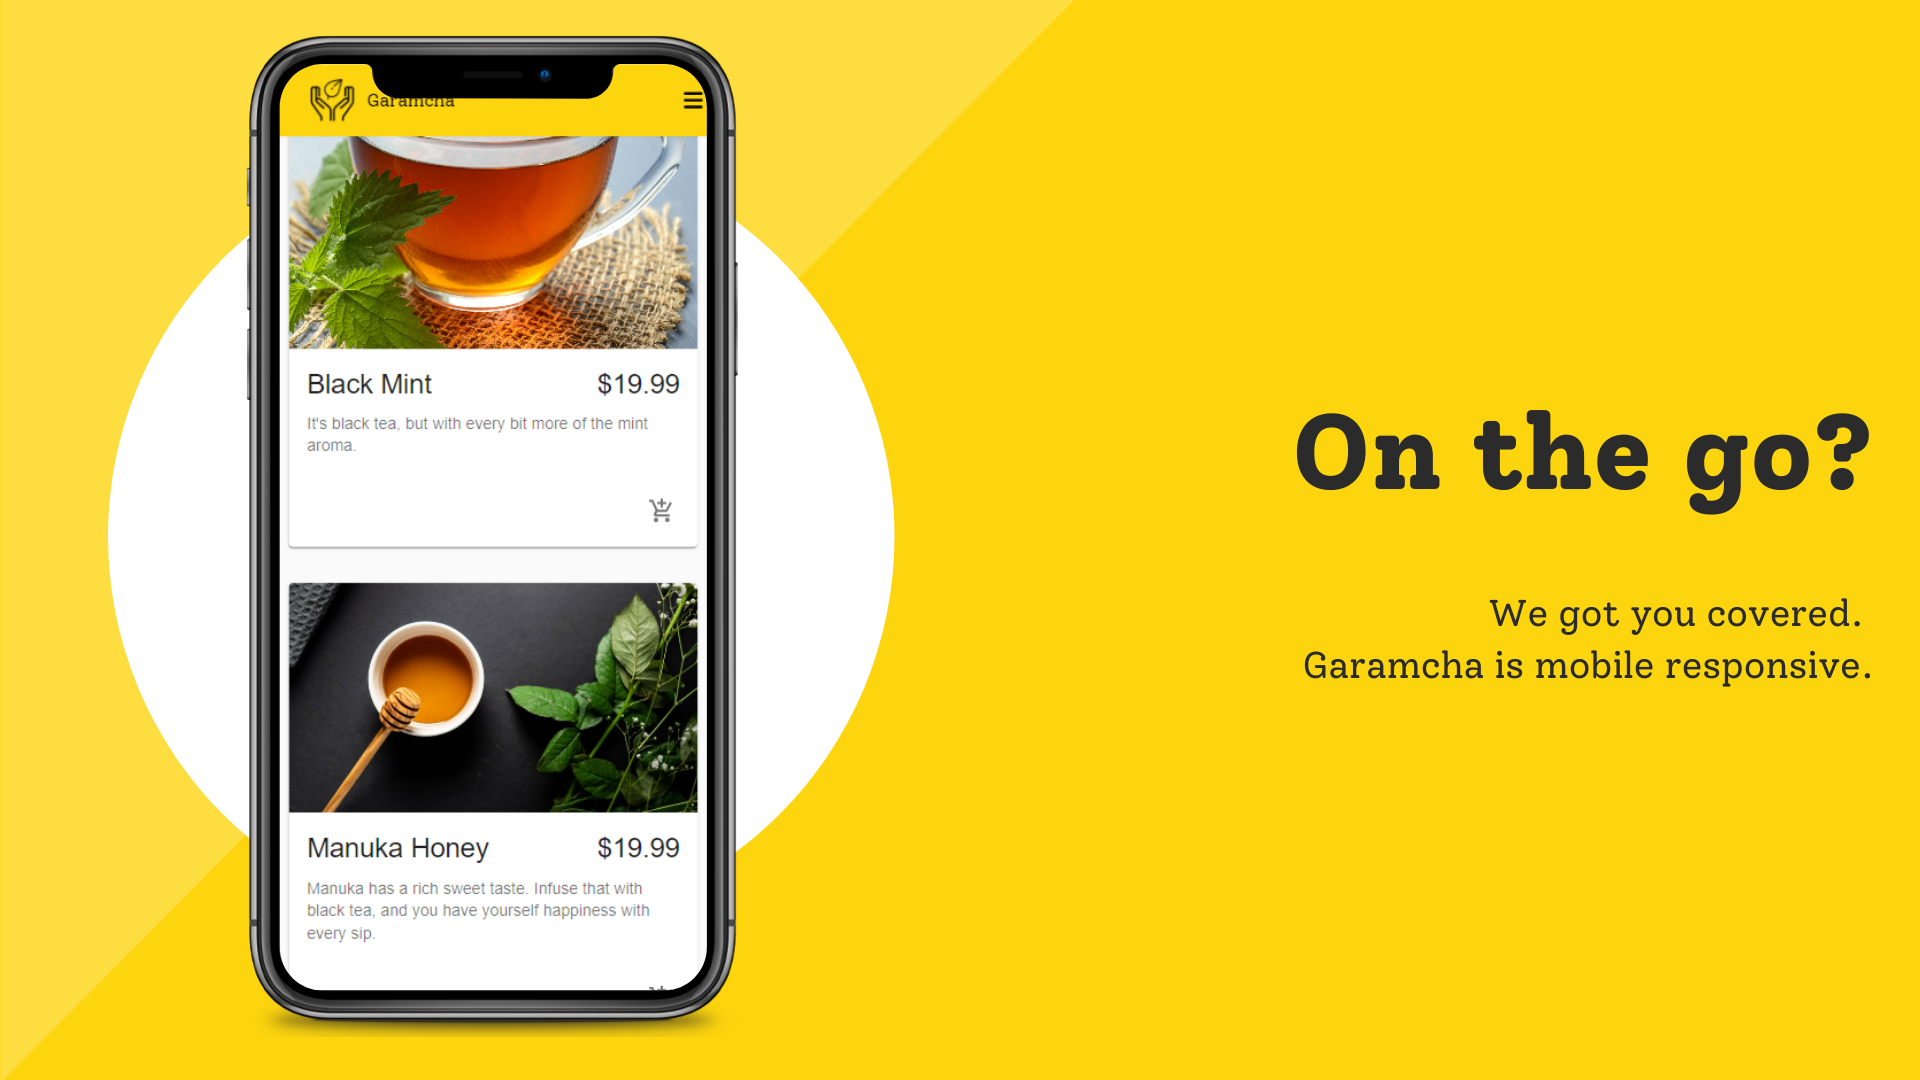 Garamcha
Black Mint $19.99
It's black tea, but with every bit more of the mint
aroma.
Manuka Honey $19.99
Manuka has a rich sweet taste. Infuse that with
black tea, and you have yourself happiness with
every sip.
On the go?
We got you covered.
Garamcha is mobile responsive.